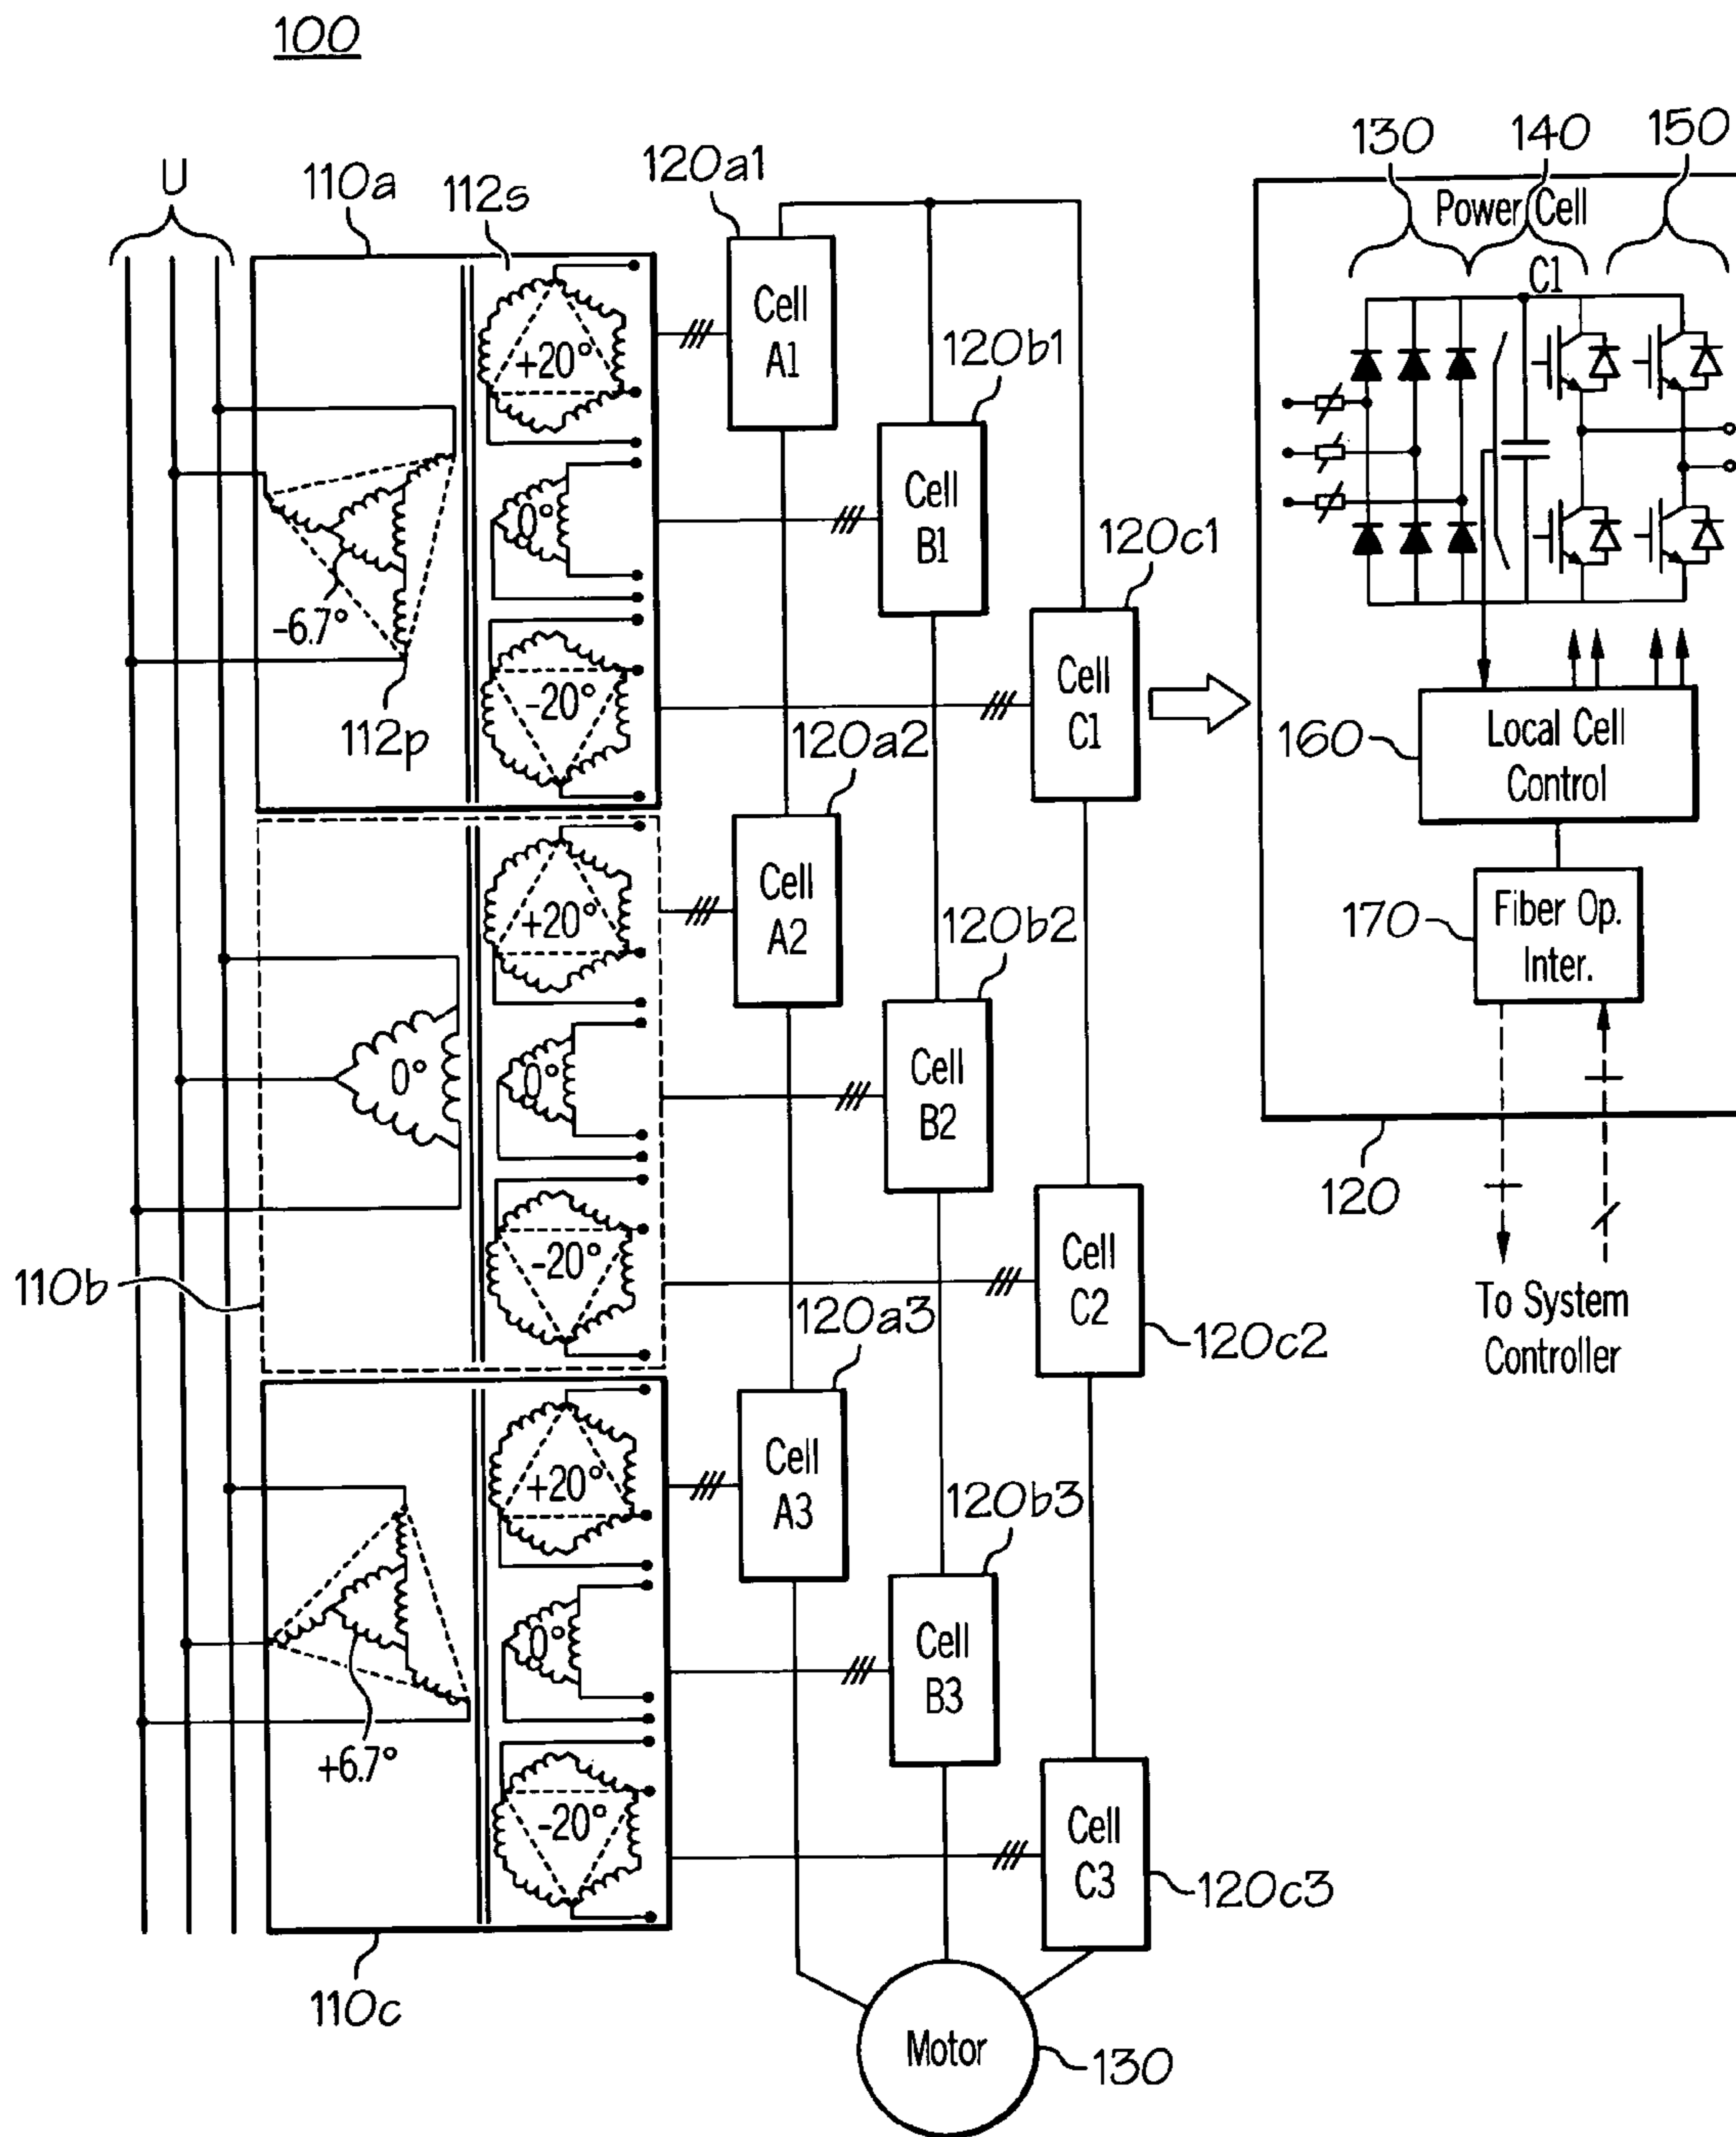 100
U
110a
112s
120a1
130
140
150
Power Cell
C1
+20°
Cell
A1
120b1
0°
Cell
B1
120c1
-6.7°
-20°
Cell
C1
112p
120a2
160
Local Cell
Control
+20°
Cell
A2
120b2
170
Fiber Op.
Inter.
0°
0°
Cell
B2
120
-20°
Cell
C2
110b
120a3
120c2
To System
Controller
+20°
Cell
A3
120b3
0°
Cell
B3
+6.7°
-20°
Cell
C3
120c3
110c
Motor
130